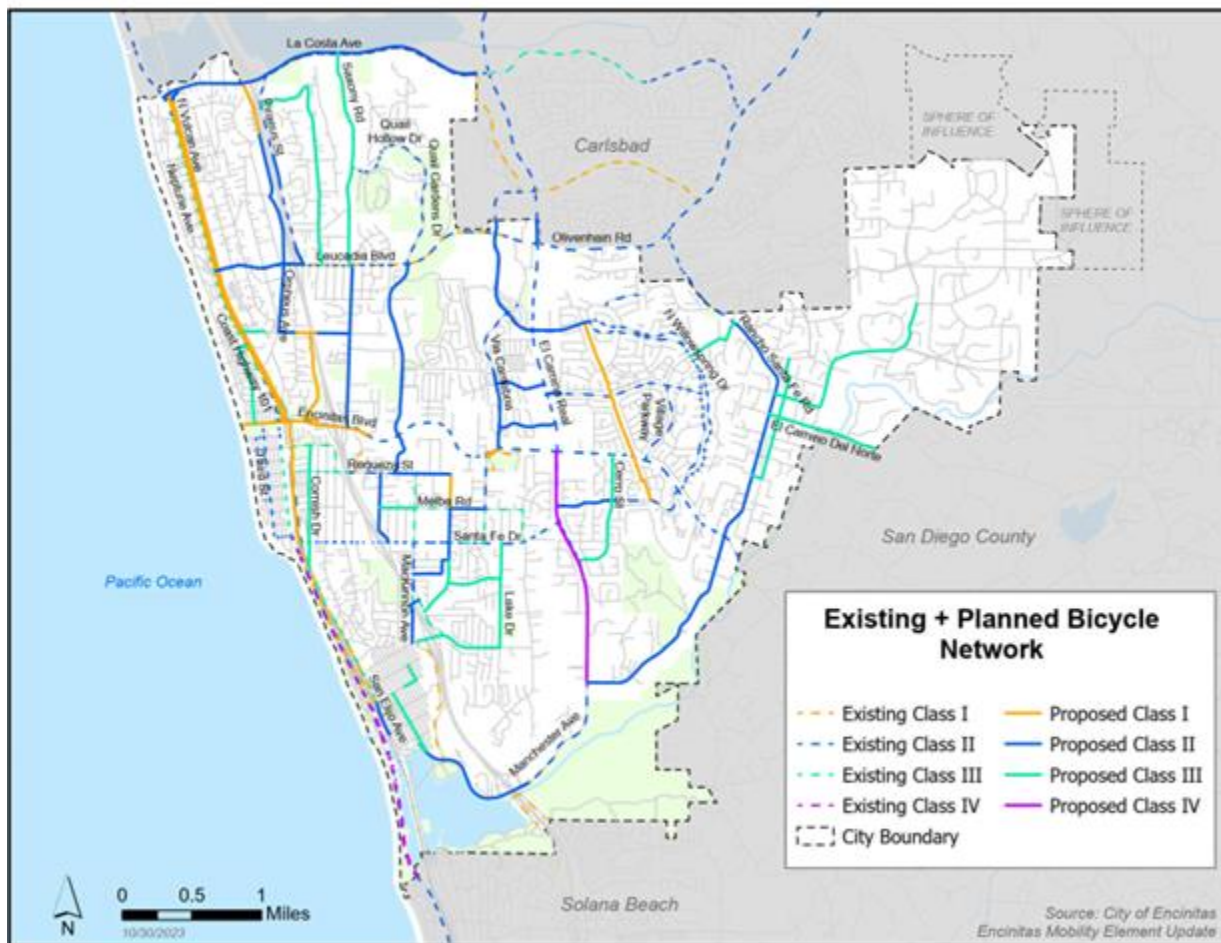 La Costa Ave
Saxony Rd
Quail
Hollow Dr
Piraeus St
Quail Gardens Dr
N Vulcan Ave
Neptune Ave
Carlsbad
SPHERE OF
INFLUENCE
SPHERE OF
INFLUENCE
Olivenhain Rd
Leucadia Blvd
Orpheus Ave
Coast Highway 101
Via Cantebria
El Camino Real
N Willowspring Dr
Rancho Santa Fe Rd
Village
Parkway
El Camino Del Norte
Encinitas Blvd
Requeza St
Cerro St
Melba Rd
Cornish Dr
Santa Fe Dr
San Diego County
Pacific Ocean
Mackinnon Ave
Lake Dr
San Elijo Ave
Manchester Ave
Solana Beach
Existing + Planned Bicycle
Network
Existing Class I
Proposed Class I
Existing Class II
Proposed Class II
Existing Class III
Proposed Class III
Existing Class IV
Proposed Class IV
City Boundary
N
0 0.5 1
Miles
10/30/2023
Source: City of Encinitas
Encinitas Mobility Element Update